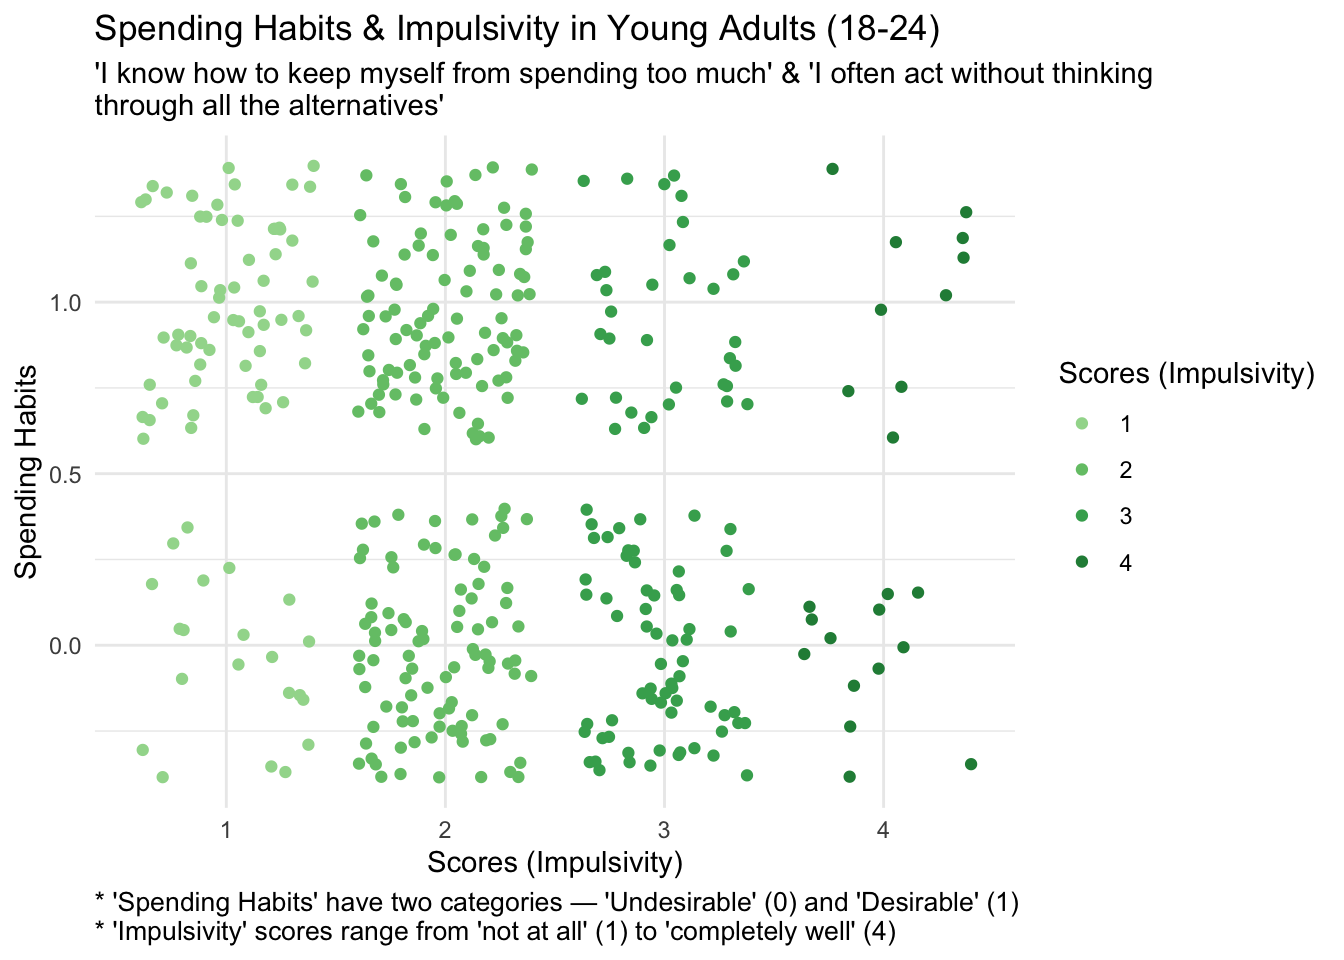 Spending Habits & Impulsivity in Young Adults (18-24)
'I know how to keep myself from spending too much' & 'I often act without thinking
through all the alternatives'
Spending Habits
1.0
0.5
0.0
1
2
3
4
Scores (Impulsivity)
Scores (Impulsivity)
1
2
3
4
* 'Spending Habits' have two categories — 'Undesirable' (0) and 'Desirable' (1)
* 'Impulsivity' scores range from 'not at all' (1) to 'completely well' (4)